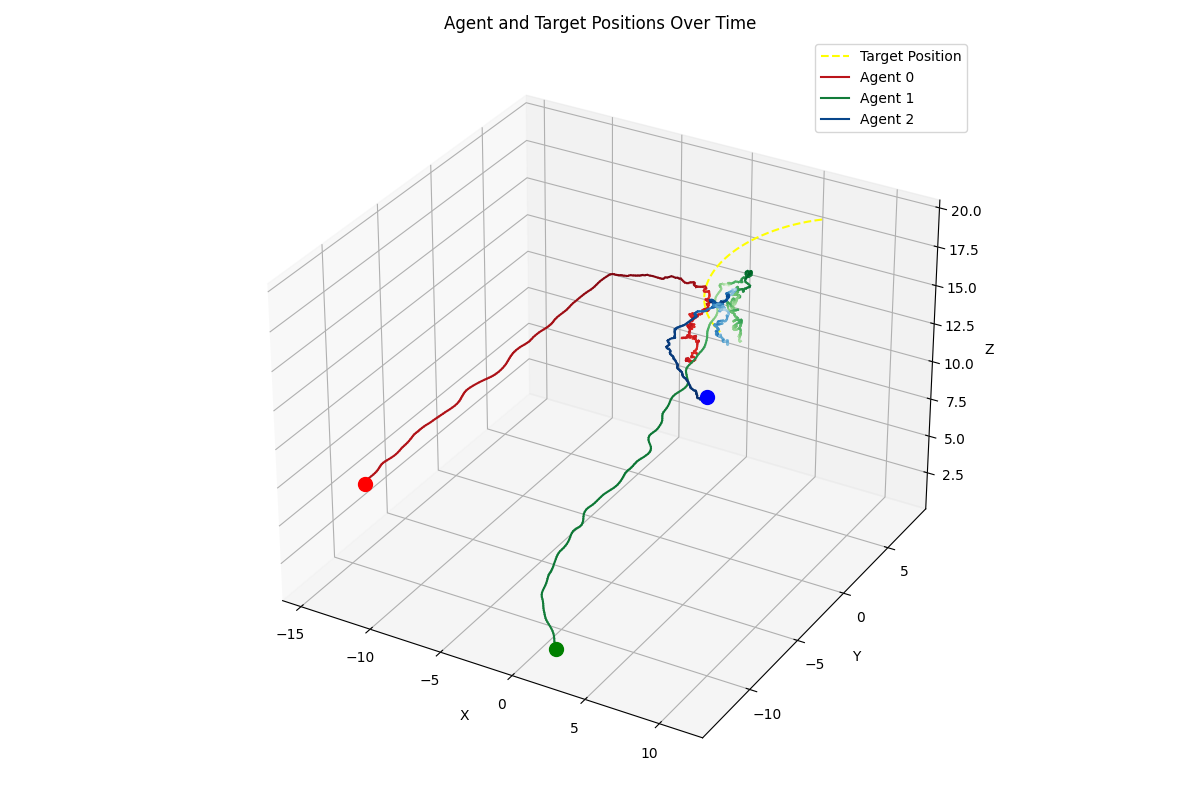 Agent and Target Positions Over Time
Target Position
Agent 0
Agent 1
Agent 2
20.0
17.5
15.0
12.5
10.0
7.5
5.0
2.5
Z
5
0
−5
−10
Y
−15
−10
−5
0
5
10
X